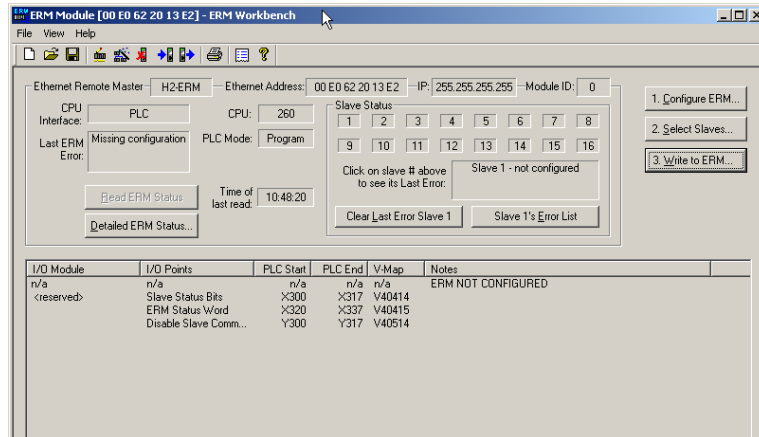 ERM Module [00 E0 62 20 13 E2] - ERM Workbench
File View Help
Ethernet Remote Master H2-ERM Ethernet Address: 00 E0 62 20 13 E2 IP: 255.255.255.255 Module ID: 0
CPU Interface: PLC CPU: 260
Last ERM Error: Missing configuration PLC Mode: Program
Read ERM Status Time of last read: 10:48:20
Detailed ERM Status...
Slave Status
1 2 3 4 5 6 7 8
9 10 11 12 13 14 15 16
Click on slave # above to see its Last Error: Slave 1 - not configured
Clear Last Error Slave 1 Slave 1's Error List
1. Configure ERM...
2. Select Slaves...
3. Write to ERM...
I/O Module I/O Points PLC Start PLC End V-Map Notes
n/a n/a n/a n/a n/a ERM NOT CONFIGURED
<reserved> Slave Status Bits X300 X317 V40414
ERM Status Word X320 X337 V40415
Disable Slave Comm... Y300 Y317 V40514